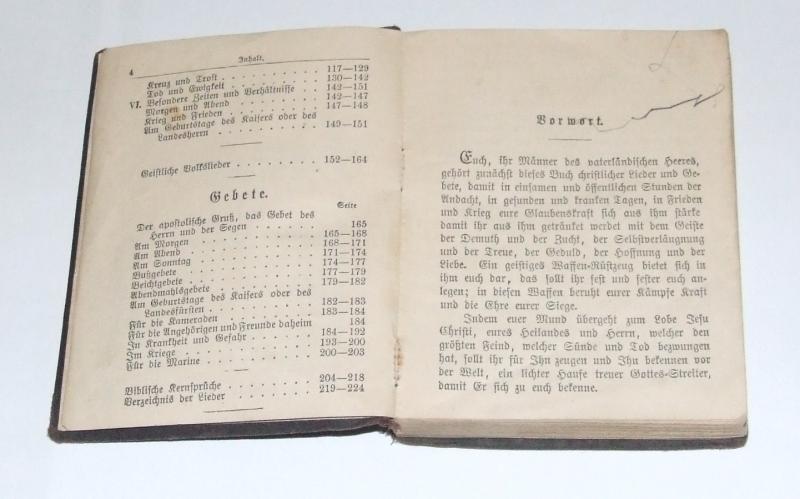 4
Inhalt.
Kreuz und Trost . . . . . . . . . . 117—129
Tod und Ewigkeit . . . . . . . . . 130—142
VI. Besondere Zeiten und Verhältnisse . . . 142—151
Morgen und Abend . . . . . . . . . 142—147
Krieg und Frieden . . . . . . . . . 147—148
Am Geburtstage des Kaisers oder des
Landesherrn . . . . . . . . . . 149—151
Geistliche Volkslieder . . . . . . . . . . 152—164
Gebete.
Seite
Der apostolische Gruß, das Gebet des
Herrn und der Segen . . . . . . . . 165
Am Morgen . . . . . . . . . . . 165—168
Am Abend . . . . . . . . . . . 168—171
Am Sonntag . . . . . . . . . . . 171—174
Bußgebete . . . . . . . . . . . 174—177
Beichtgebete . . . . . . . . . . . 177—179
Abendmahlsgebete . . . . . . . . . 179—182
Am Geburtstage des Kaisers oder des
Landesfürsten . . . . . . . . . . 182—183
Für die Kameraden . . . . . . . . . 183—184
Für die Angehörigen und Freunde daheim 184
In Krankheit und Gefahr . . . . . . . 184—192
Im Kriege . . . . . . . . . . . 193—200
Für die Marine . . . . . . . . . . 200—203
Biblische Kernsprüche . . . . . . . . . 204—218
Verzeichnis der Lieder . . . . . . . . . 219—224
Vorwort.
Euch, ihr Männer des vaterländischen Heeres,
gehört zunächst dieses Buch christlicher Lieder und Ge-
bete, damit in einsamen und öffentlichen Stunden der
Andacht, in gesunden und kranken Tagen, in Frieden
und Krieg eure Glaubenskraft sich aus ihm stärke
damit ihr aus ihm getränket werdet mit dem Geiste
der Demuth und der Zucht, der Selbstverläugnung
und der Treue, der Geduld, der Hoffnung und der
Liebe. Ein geistiges Waffen-Rüstzeug bietet sich in
ihm euch dar, das sollt ihr fest und fester euch an-
legen; in diesen Waffen beruht eurer Kämpfe Kraft
und die Ehre eurer Siege.
Indem euer Mund übergeht zum Lobe Jesu
Christi, eures Heilandes und Herrn, welcher den
größten Feind, welcher Sünde und Tod bezwungen
hat, sollt ihr für Ihn zeugen und Ihn bekennen vor
der Welt, ein lichter Haufe treuer Gottes-Streiter,
damit Er sich zu euch bekenne.